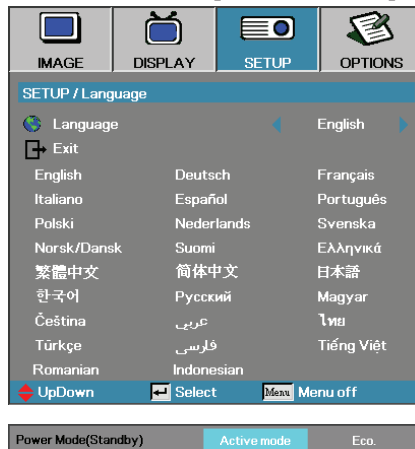 IMAGE DISPLAY SETUP OPTIONS
SETUP / Language
Language English
Exit
English Deutsch Français
Italiano Español Português
Polski Nederlands Svenska
Norsk/Dansk Suomi Ελληνικά
繁體中文 简体中文 日本語
한국어 Русский Magyar
Čeština عربي ไทย
Türkçe فارسی Tiếng Việt
Romanian Indonesian
UpDown Select Menu Menu off
Power Mode(Standby) Active mode Eco.